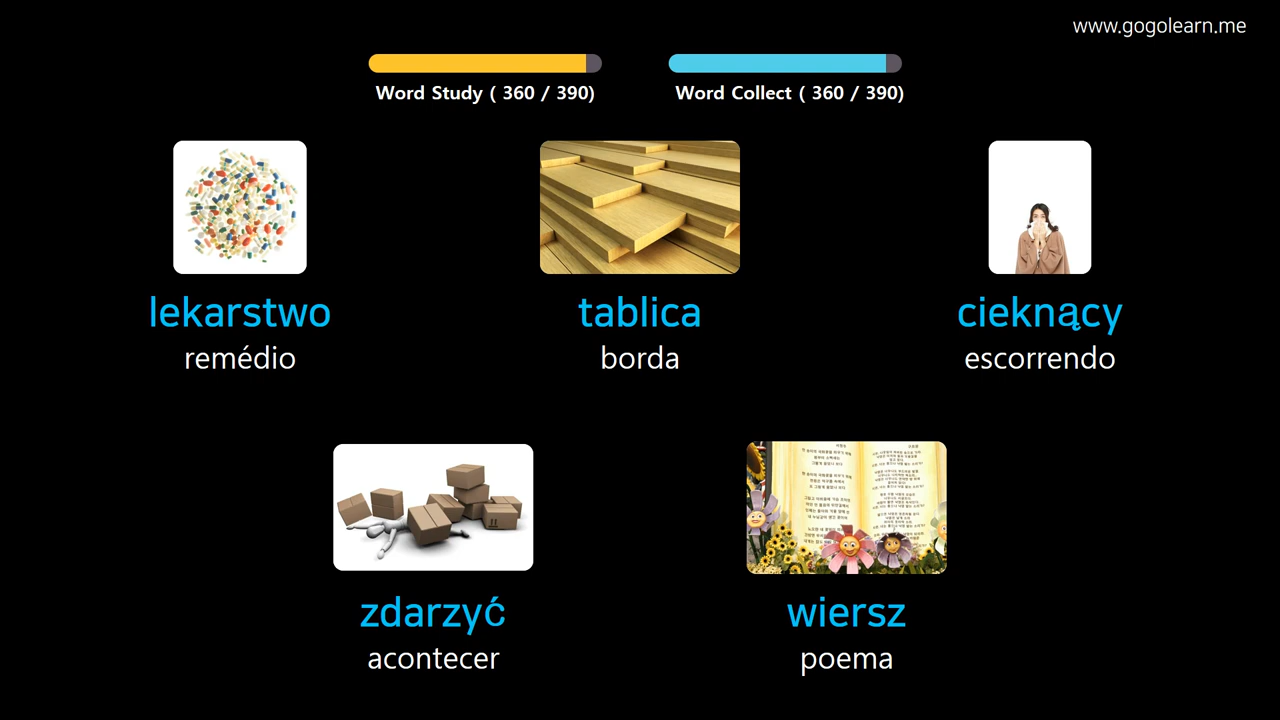 www.gogolearn.me
Word Study ( 360 / 390)
Word Collect ( 360 / 390)
lekarstwo
remédio
tablica
borda
cieknący
escorrendo
zdarzyć
acontecer
wiersz
poema